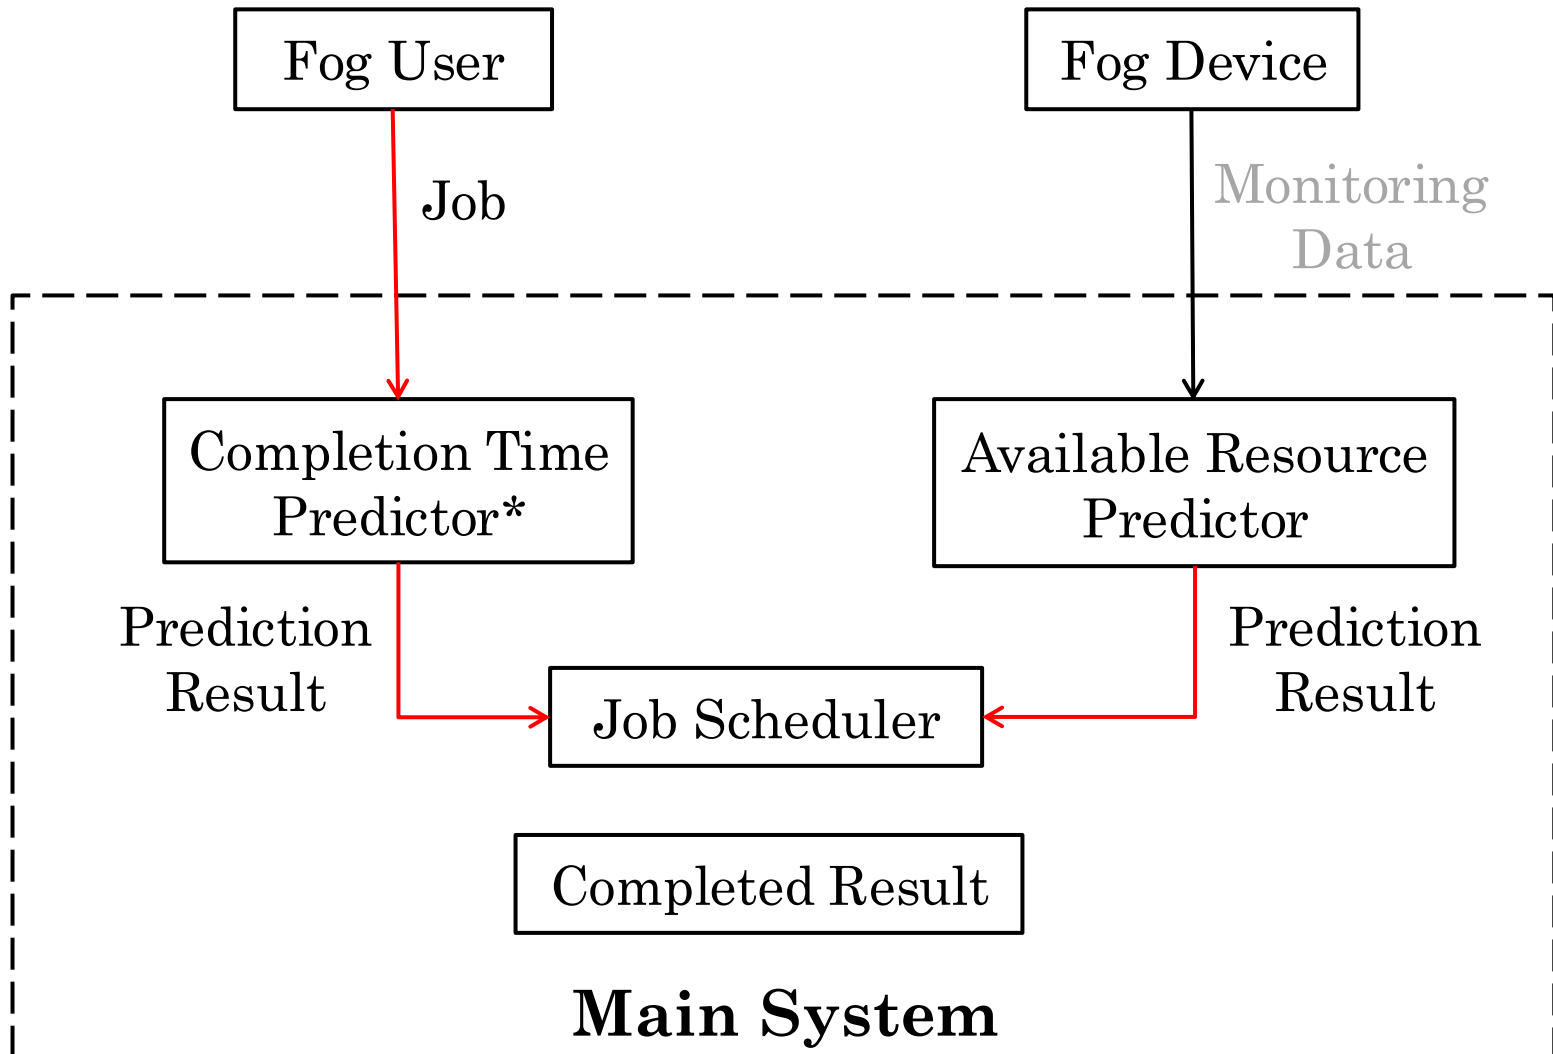 Fog User
Fog Device
Job
Monitoring
Data
Completion Time
Predictor*
Available Resource
Predictor
Prediction
Result
Prediction
Result
Job Scheduler
Completed Result
Main System